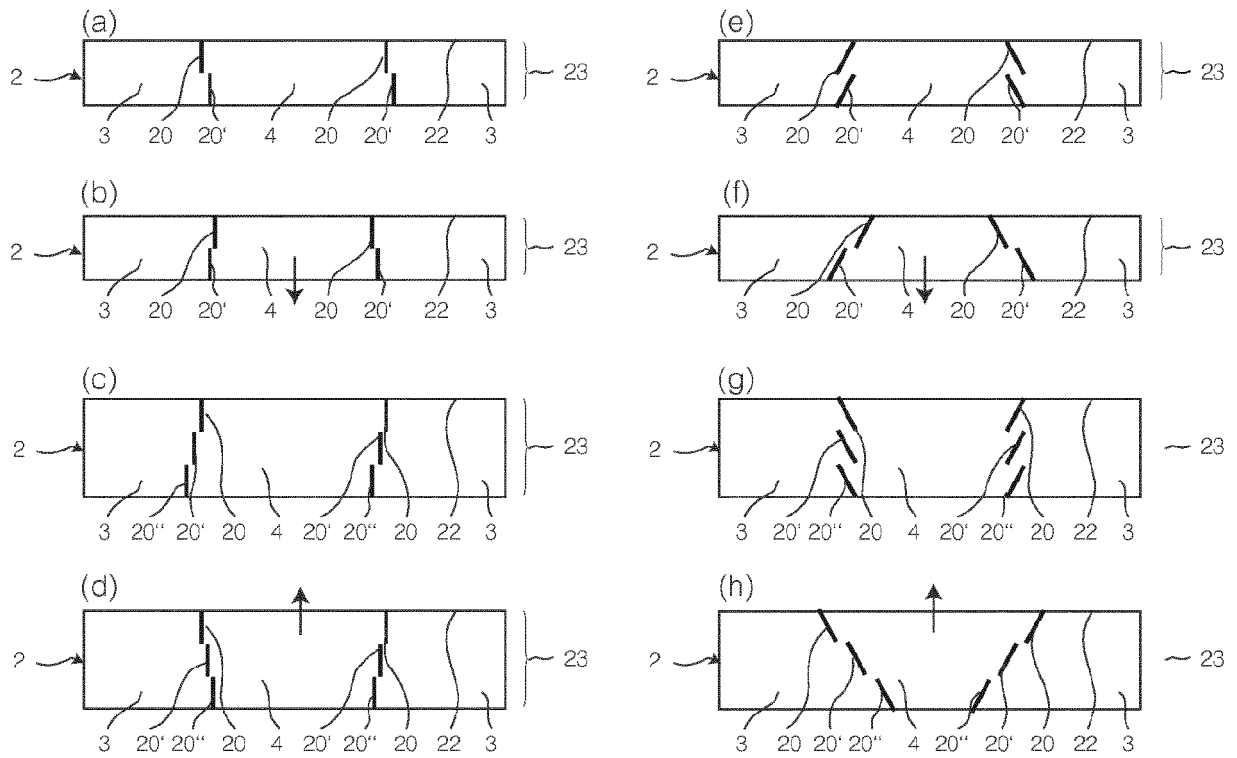 (a) (e)
2 23 2 23
3 20 20‘ 4 20 20‘ 22 3 3 20 20‘ 4 20 20‘ 22 3
(b) (f)
2 23 2 23
3 20 20‘ 4 20 20‘ 22 3 3 20 20‘ 4 20 20‘ 22 3
(c) (g)
2 23 2 23
3 20“ 20‘ 20 4 20‘ 20“ 20 22 3 3 20‘ 20“ 20 4 20‘ 20“ 20 22 3
(d) (h)
2 23 2 23
3 20‘ 20“ 20 4 20‘ 20“ 20 22 3 3 20 20‘ 20“ 4 20“ 20‘ 20 22 3